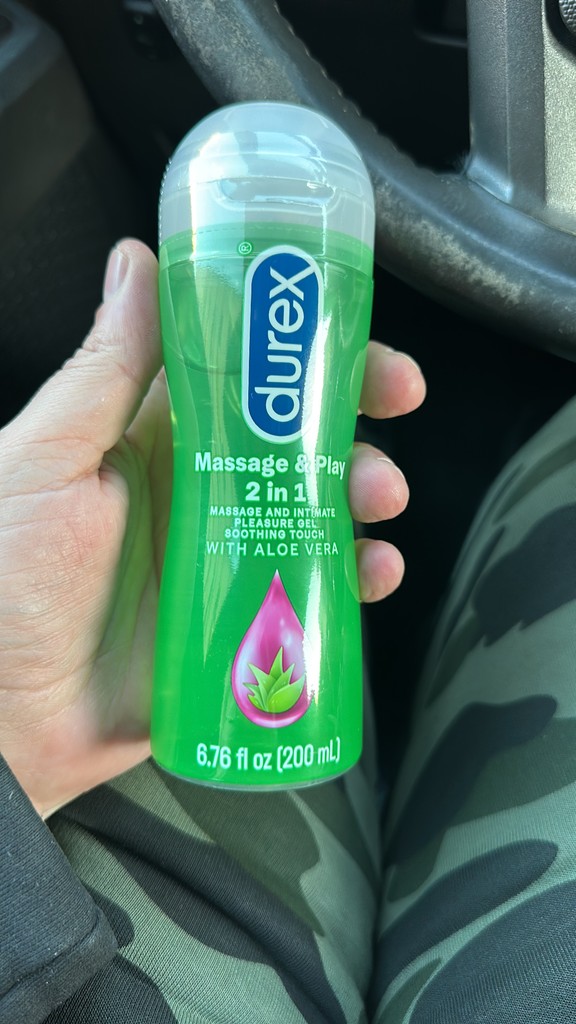 durex®
Massage & Play
2 in 1
MASSAGE AND INTIMATE
PLEASURE GEL
SOOTHING TOUCH
WITH ALOE VERA
6.76 fl oz (200 mL)